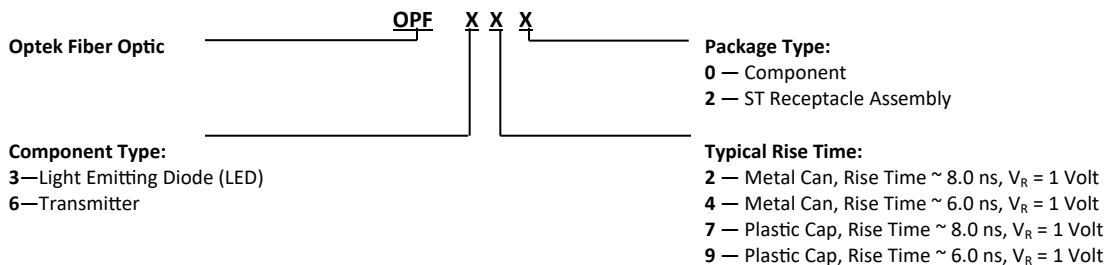 OPF X X X
Optek Fiber Optic
Package Type:
0 — Component
2 — ST Receptacle Assembly
Component Type:
3—Light Emitting Diode (LED)
6—Transmitter
Typical Rise Time:
2 — Metal Can, Rise Time ~ 8.0 ns, VR = 1 Volt
4 — Metal Can, Rise Time ~ 6.0 ns, VR = 1 Volt
7 — Plastic Cap, Rise Time ~ 8.0 ns, VR = 1 Volt
9 — Plastic Cap, Rise Time ~ 6.0 ns, VR = 1 Volt